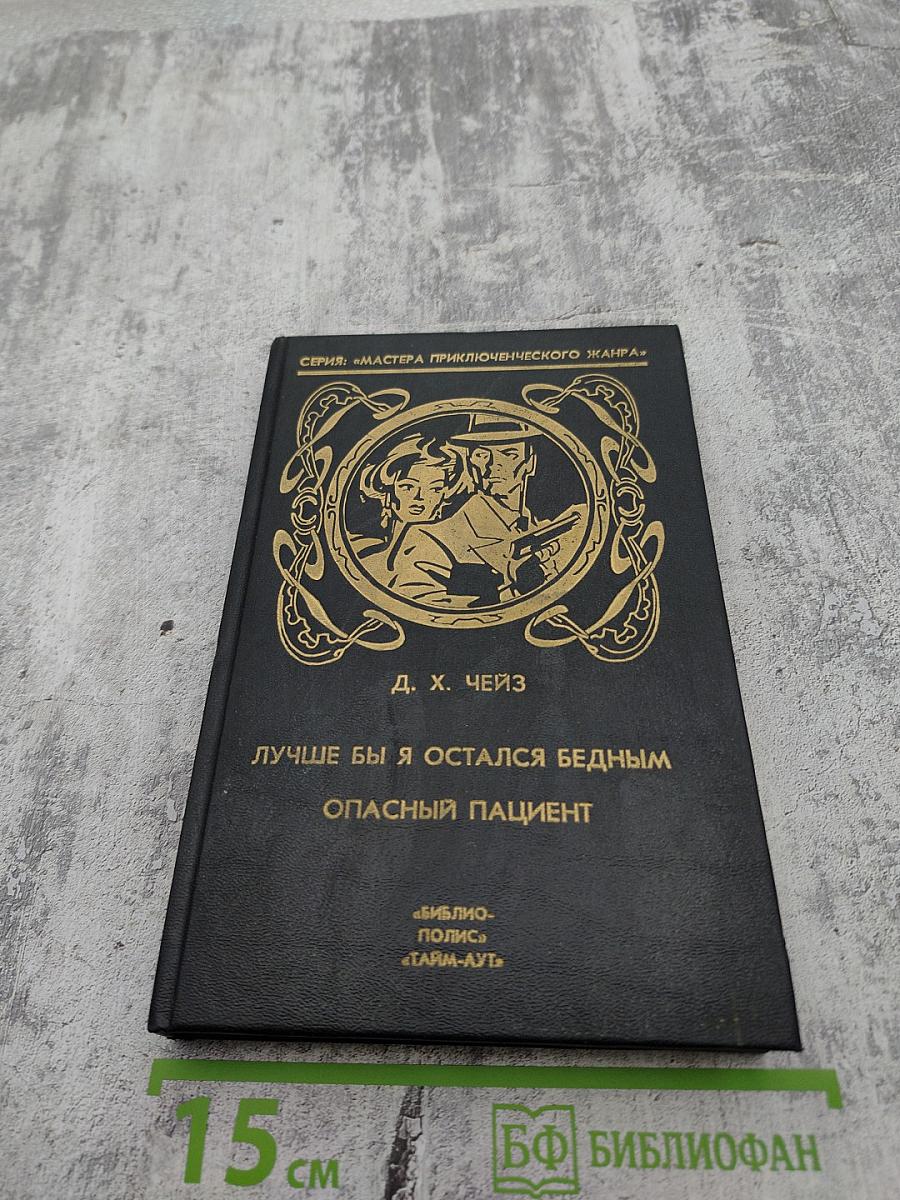 СЕРИЯ: «МАСТЕРА ПРИКЛЮЧЕНЧЕСКОГО ЖАНРА»
Д. Х. ЧЕЙЗ
ЛУЧШЕ БЫ Я ОСТАЛСЯ БЕДНЫМ
ОПАСНЫЙ ПАЦИЕНТ
«БИБЛИО-
ПОЛИС»
«ТАЙМ-АУТ»
15 см
БФ БИБЛИОФАН